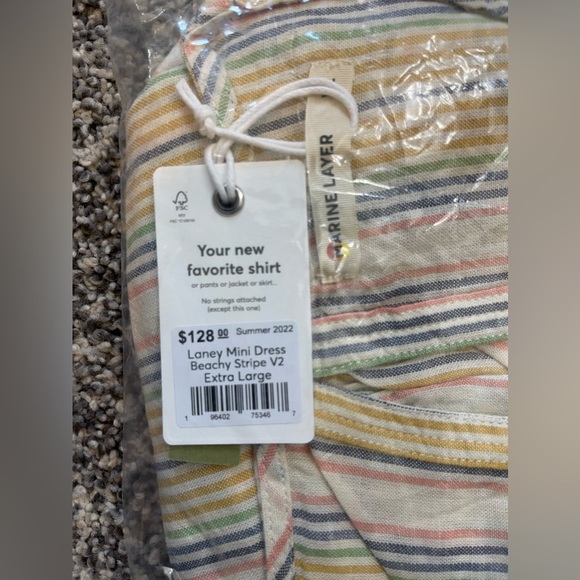 MARINE LAYER
FSC
Your new
favorite shirt
or pants or jacket or skirt...
No strings attached
(except this one)
$128.00 Summer 2022
Laney Mini Dress
Beachy Stripe V2
Extra Large
1 96402 75346 7